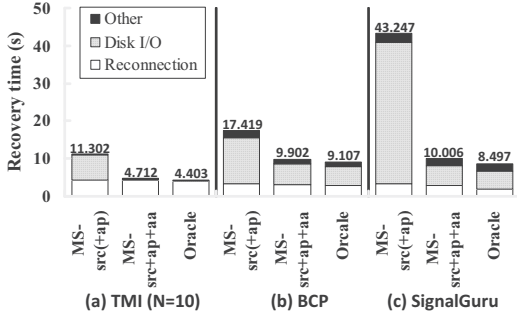 Recovery time (s)
50
40
30
20
10
0
Other
Disk I/O
Reconnection
11.302
4.712
4.403
17.419
9.902
9.107
43.247
10.006
8.497
MS-
src(+ap)
MS-
src+ap+aa
Oracle
MS-
src(+ap)
MS-
src+ap+aa
Orcale
MS-
src(+ap)
MS-
src+ap+aa
Oracle
(a) TMI (N=10)
(b) BCP
(c) SignalGuru